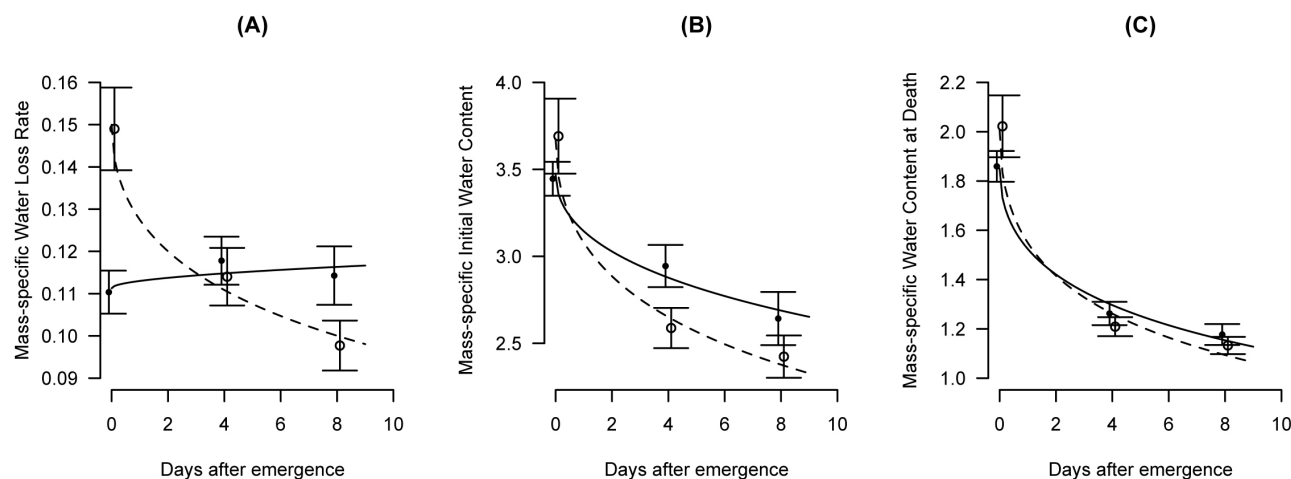 (A)
Mass-specific Water Loss Rate
0.16
0.15
0.14
0.13
0.12
0.11
0.10
0.09
0 2 4 6 8 10
Days after emergence
(B)
Mass-specific Initial Water Content
4.0
3.5
3.0
2.5
0 2 4 6 8 10
Days after emergence
(C)
Mass-specific Water Content at Death
2.2
2.0
1.8
1.6
1.4
1.2
1.0
0 2 4 6 8 10
Days after emergence